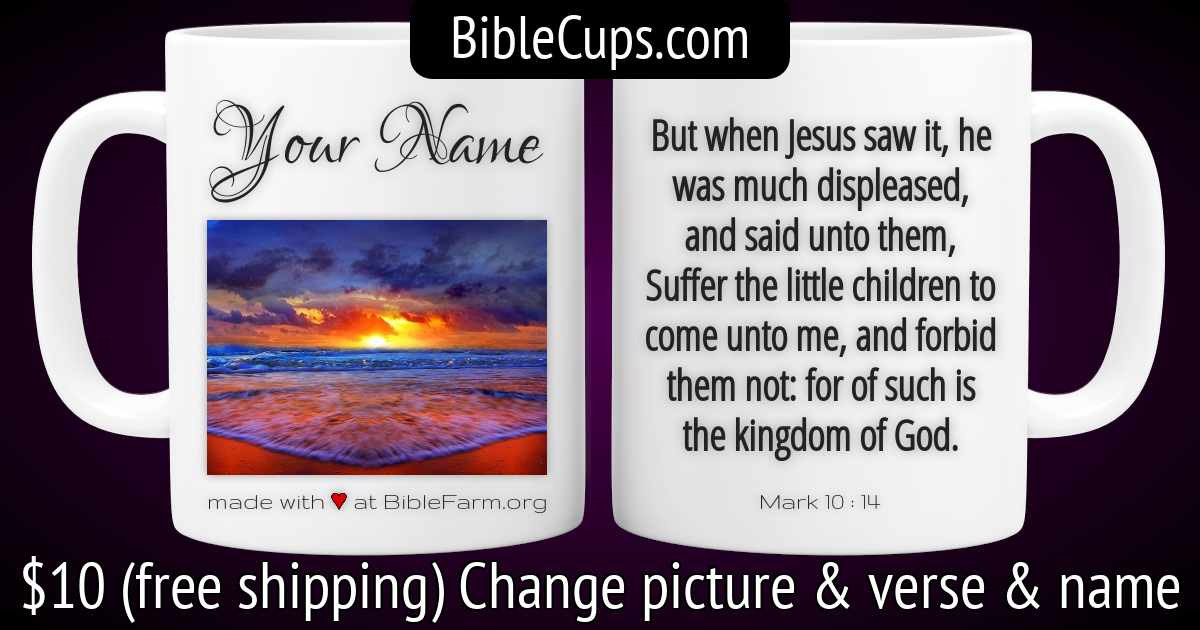 BibleCups.com
Your Name
made with ♥ at BibleFarm.org
But when Jesus saw it, he
was much displeased,
and said unto them,
Suffer the little children to
come unto me, and forbid
them not: for of such is
the kingdom of God.
Mark 10 : 14
$10 (free shipping) Change picture & verse & name